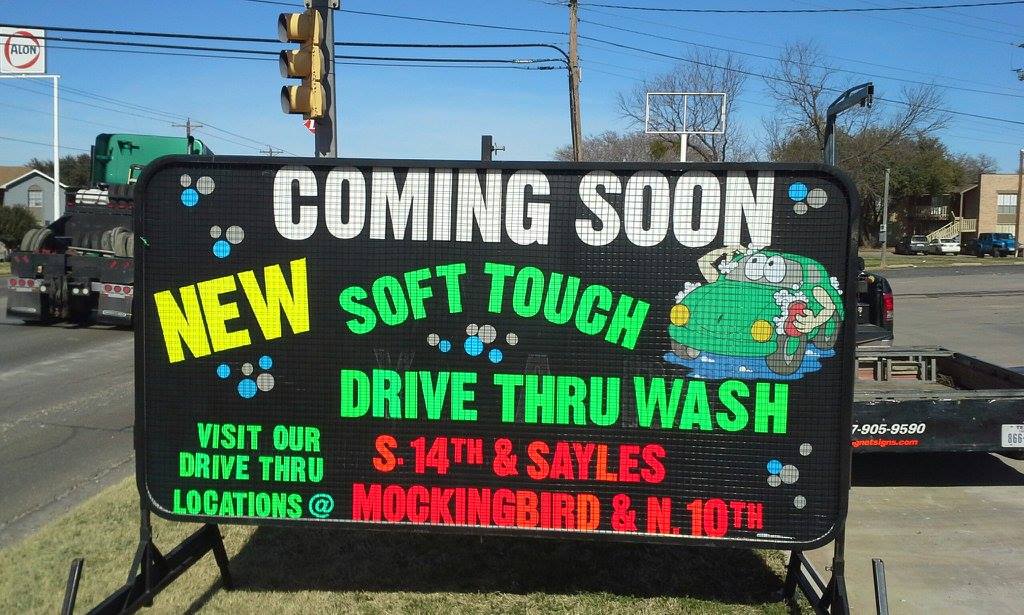 ALON
COMING SOON
NEW
SOFT TOUCH
DRIVE THRU WASH
VISIT OUR
DRIVE THRU
LOCATIONS @
S. 14TH & SAYLES
MOCKINGBIRD & N. 10TH
7-905-9590
gnetsigns.com